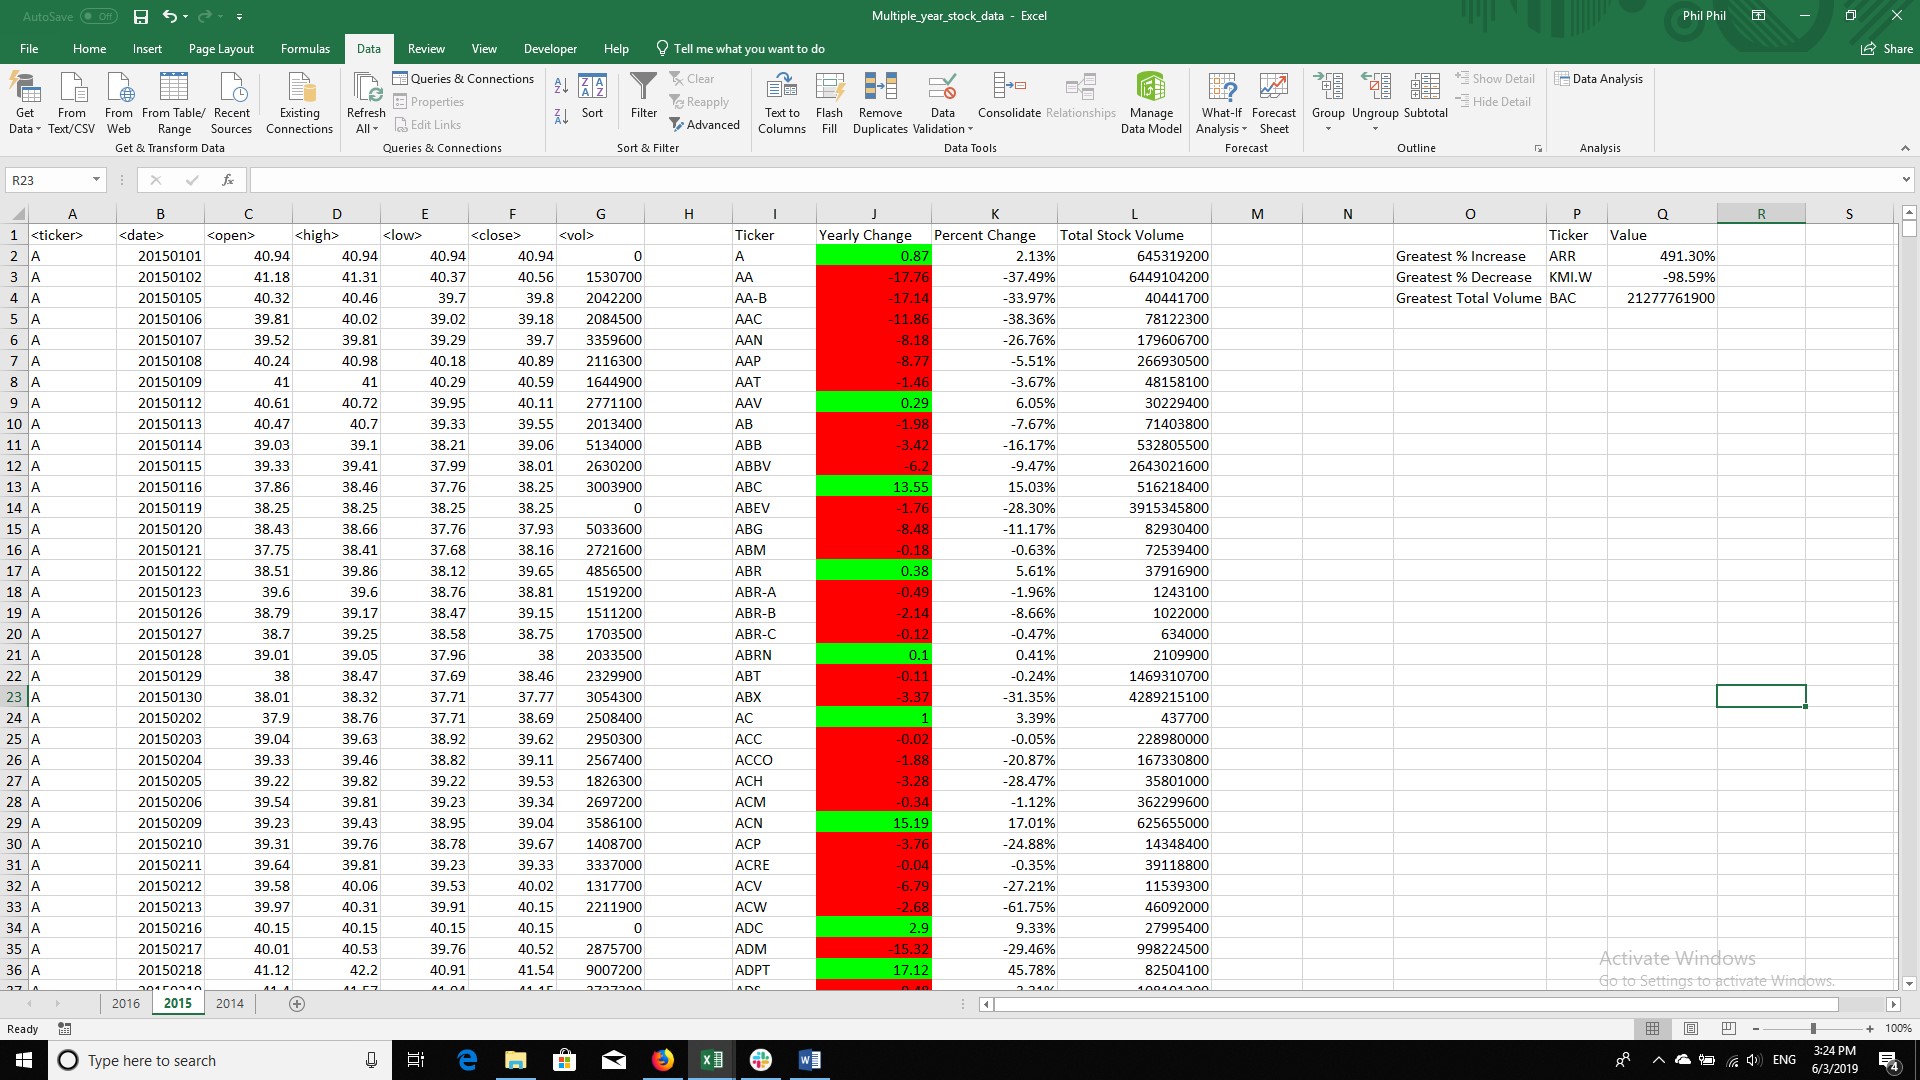 AutoSave Off Multiple_year_stock_data - Excel Phil Phil
File Home Insert Page Layout Formulas Data Review View Developer Help Tell me what you want to do Share
Get Data From Text/CSV From Web From Table/ Range Recent Sources Existing Connections
Get & Transform Data
Refresh All Queries & Connections Properties Edit Links
Queries & Connections
Sort Filter Clear Reapply Advanced
Sort & Filter
Text to Columns Flash Fill Remove Duplicates Data Validation Consolidate Relationships Manage Data Model
Data Tools
What-If Analysis Forecast Sheet
Forecast
Group Ungroup Subtotal Show Detail Hide Detail
Outline
Data Analysis
Analysis
R23 fx
A B C D E F G H I J K L M N O P Q R S
1 <ticker> <date> <open> <high> <low> <close> <vol> Ticker Yearly Change Percent Change Total Stock Volume Ticker Value
2 A 20150101 40.94 40.94 40.94 40.94 0 A 0.87 2.13% 645319200 Greatest % Increase ARR 491.30%
3 A 20150102 41.18 41.31 40.37 40.56 1530700 AA -17.76 -37.49% 6449104200 Greatest % Decrease KMI.W -98.59%
4 A 20150105 40.32 40.46 39.7 39.8 2042200 AA-B -17.14 -33.97% 40441700 Greatest Total Volume BAC 21277761900
5 A 20150106 39.81 40.02 39.02 39.18 2084500 AAC -11.86 -38.36% 78122300
6 A 20150107 39.52 39.81 39.29 39.7 3359600 AAN -8.18 -26.76% 179606700
7 A 20150108 40.24 40.98 40.18 40.89 2116300 AAP -8.77 -5.51% 266930500
8 A 20150109 41 41 40.29 40.59 1644900 AAT -1.46 -3.67% 48158100
9 A 20150112 40.61 40.72 39.95 40.11 2771100 AAV 0.29 6.05% 30229400
10 A 20150113 40.47 40.7 39.33 39.55 2013400 AB -1.98 -7.67% 71403800
11 A 20150114 39.03 39.1 38.21 39.06 5134000 ABB -3.42 -16.17% 532805500
12 A 20150115 39.33 39.41 37.99 38.01 2630200 ABBV -6.2 -9.47% 2643021600
13 A 20150116 37.86 38.46 37.76 38.25 3003900 ABC 13.55 15.03% 516218400
14 A 20150119 38.25 38.25 38.25 38.25 0 ABEV -1.76 -28.30% 3915345800
15 A 20150120 38.43 38.66 37.76 37.93 5033600 ABG -8.48 -11.17% 82930400
16 A 20150121 37.75 38.41 37.68 38.16 2721600 ABM -0.18 -0.63% 72539400
17 A 20150122 38.51 39.86 38.12 39.65 4856500 ABR 0.38 5.61% 37916900
18 A 20150123 39.6 39.6 38.76 38.81 1519200 ABR-A -0.49 -1.96% 1243100
19 A 20150126 38.79 39.17 38.47 39.15 1511200 ABR-B -2.14 -8.66% 1022000
20 A 20150127 38.7 39.25 38.58 38.75 1703500 ABR-C -0.12 -0.47% 634000
21 A 20150128 39.01 39.05 37.96 38 2033500 ABRN 0.1 0.41% 2109900
22 A 20150129 38 38.47 37.69 38.46 2329900 ABT -0.11 -0.24% 1469310700
23 A 20150130 38.01 38.32 37.71 37.77 3054300 ABX -3.37 -31.35% 4289215100
24 A 20150202 37.9 38.76 37.71 38.69 2508400 AC 1 3.39% 437700
25 A 20150203 39.04 39.63 38.92 39.62 2950300 ACC -0.02 -0.05% 228980000
26 A 20150204 39.33 39.46 38.82 39.11 2567400 ACCO -1.88 -20.87% 167330800
27 A 20150205 39.22 39.82 39.22 39.53 1826300 ACH -3.28 -28.47% 35801000
28 A 20150206 39.54 39.81 39.23 39.34 2697200 ACM -0.34 -1.12% 362299600
29 A 20150209 39.23 39.43 38.95 39.04 3586100 ACN 15.19 17.01% 625655000
30 A 20150210 39.31 39.76 38.78 39.67 1408700 ACP -3.76 -24.88% 14348400
31 A 20150211 39.64 39.81 39.23 39.33 3337000 ACRE -0.04 -0.35% 39118800
32 A 20150212 39.58 40.06 39.53 40.02 1317700 ACV -6.79 -27.21% 11539300
33 A 20150213 39.97 40.31 39.91 40.15 2211900 ACW -2.68 -61.75% 46092000
34 A 20150216 40.15 40.15 40.15 40.15 0 ADC 2.9 9.33% 27995400
35 A 20150217 40.01 40.53 39.76 40.52 2875700 ADM -15.32 -29.46% 998224500
36 A 20150218 41.12 42.2 40.91 41.54 9007200 ADPT 17.12 45.78% 82504100
Activate Windows
Go to Settings to activate Windows.
2016 2015 2014
Ready 100%
Type here to search ENG 3:24 PM
6/3/2019 4